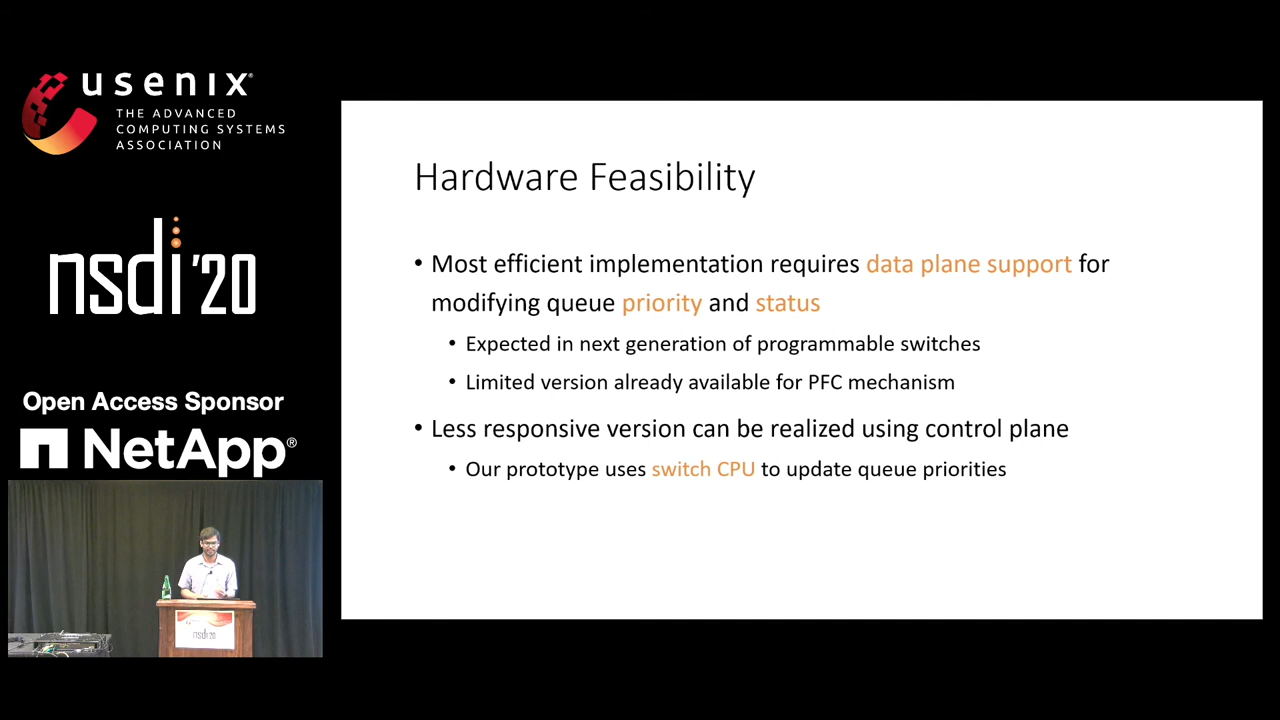 usenix®
THE ADVANCED
COMPUTING SYSTEMS
ASSOCIATION
nsdi '20
Open Access Sponsor
NetApp®
nsdi '20
Hardware Feasibility
• Most efficient implementation requires data plane support for
modifying queue priority and status
• Expected in next generation of programmable switches
• Limited version already available for PFC mechanism
• Less responsive version can be realized using control plane
• Our prototype uses switch CPU to update queue priorities